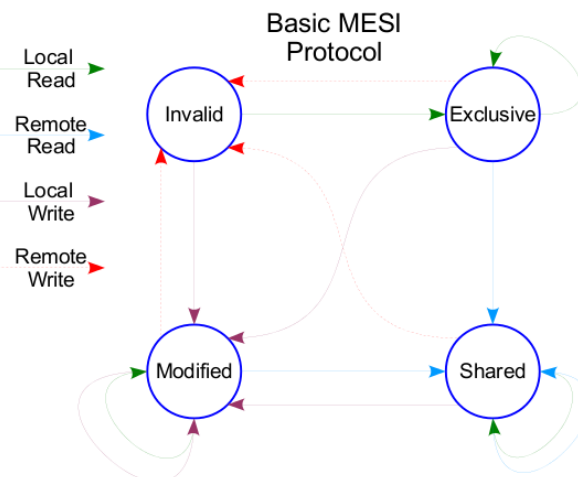 Basic MESI
Protocol
Local
Read
Remote
Read
Local
Write
Remote
Write
Invalid
Exclusive
Modified
Shared